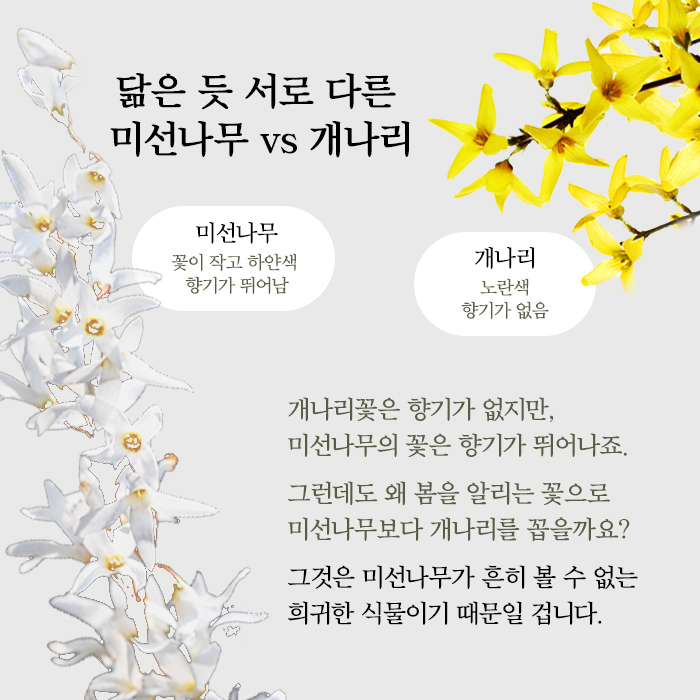 닮은 듯 서로 다른
미선나무 vs 개나리
미선나무
꽃이 작고 하얀색
향기가 뛰어남
개나리
노란색
향기가 없음
개나리꽃은 향기가 없지만,
미선나무의 꽃은 향기가 뛰어나죠.
그런데도 왜 봄을 알리는 꽃으로
미선나무보다 개나리를 꼽을까요?
그것은 미선나무가 흔히 볼 수 없는
희귀한 식물이기 때문일 겁니다.